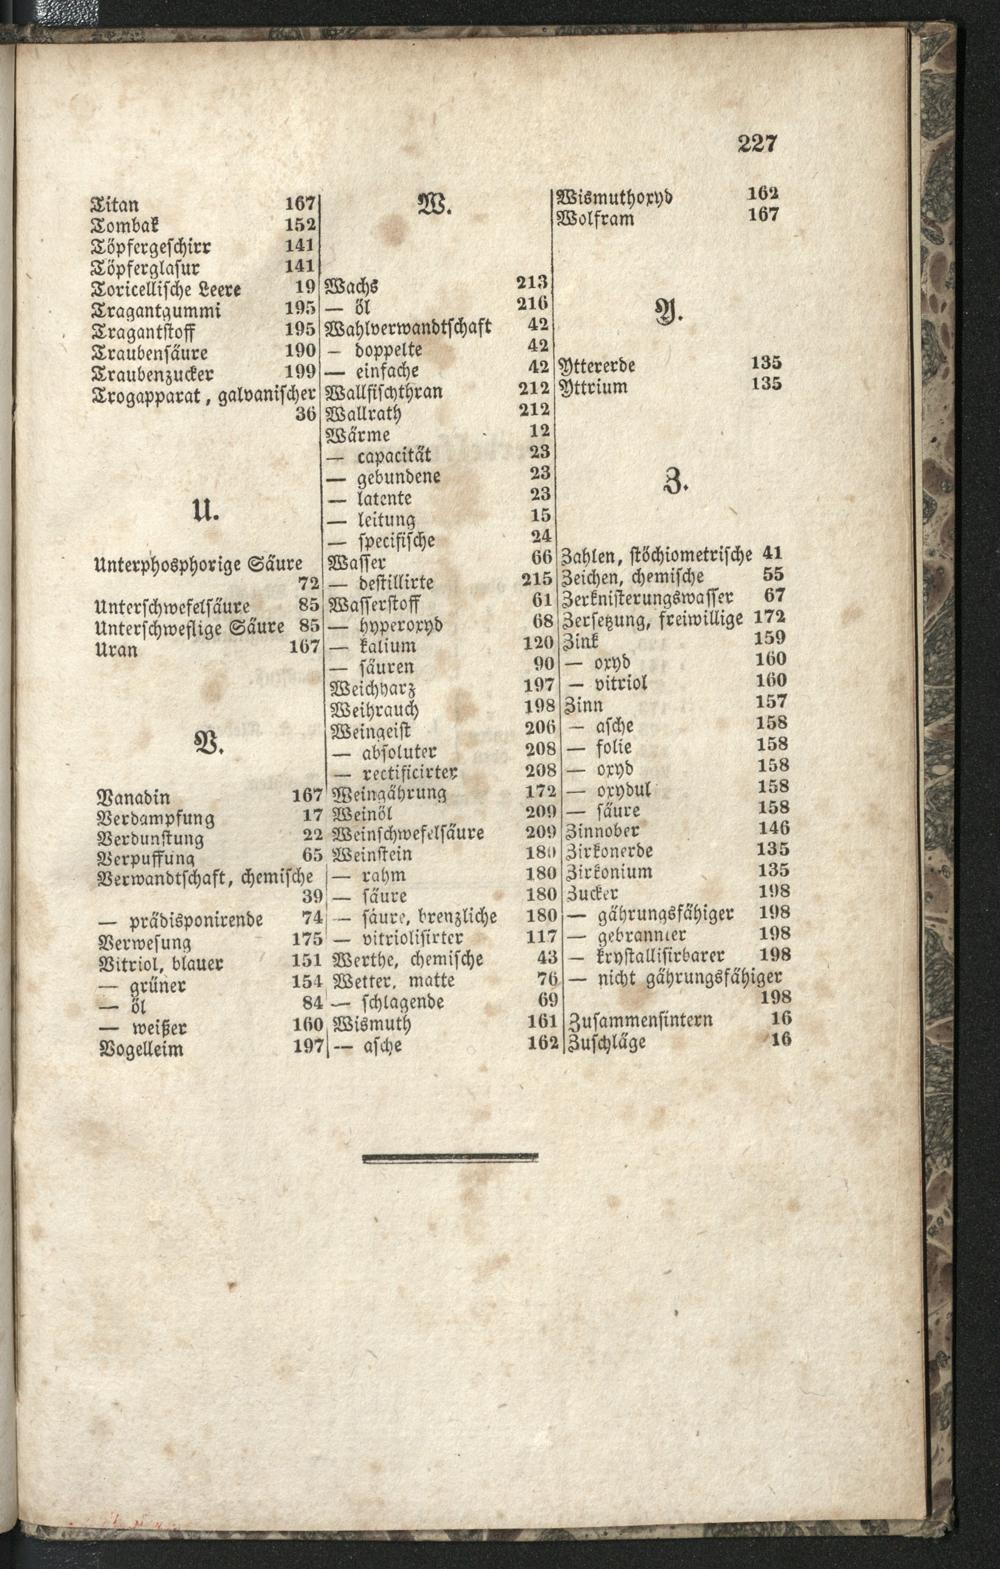 227
Titan 167
Tombak 152
Töpfergeschirr 141
Töpferglasur 141
Toricellische Leere 19
Tragantgummi 195
Tragantstoff 195
Traubensäure 190
Traubenzucker 199
Trogapparat, galvanischer
36
U.
Unterphosphorige Säure
72
Unterschwefelsäure 85
Unterschweflige Säure 85
Uran 167
V.
Vanadin 167
Verdampfung 17
Verdunstung 22
Verpuffung 65
Verwandtschaft, chemische
39
— prädisponirende 74
Verwesung 175
Vitriol, blauer 151
— grüner 154
— öl 84
— weißer 160
Vogelleim 197
W.
Wachs 213
— öl 216
Wahlverwandtschaft 42
— doppelte 42
— einfache 42
Wallfischthran 212
Wallrath 212
Wärme 12
— capacität 23
— gebundene 23
— latente 23
— leitung 15
— specifische 24
Wasser 66
— destillirte 215
Wasserstoff 61
— hyperoxyd 68
— kalium 120
— säuren 90
Weichharz 197
Weihrauch 198
Weingeist 206
— absoluter 208
— rectificirter 208
Weingährung 172
Weinöl 209
Weinschwefelsäure 209
Weinstein 180
— rahm 180
— säure 180
— säure, brenzliche 180
— vitriolisirter 117
Werthe, chemische 43
Wetter, matte 76
— schlagende 69
Wismuth 161
— asche 162
Wismuthoxyd 162
Wolfram 167
Y.
Yttererde 135
Yttrium 135
Z.
Zahlen, stöchiometrische 41
Zeichen, chemische 55
Zerknisterungswasser 67
Zersetzung, freiwillige 172
Zink 159
— oxyd 160
— vitriol 160
Zinn 157
— asche 158
— folie 158
— oxyd 158
— oxydul 158
— säure 158
Zinnober 146
Zirkonerde 135
Zirkonium 135
Zucker 198
— gährungsfähiger 198
— gebrannter 198
— krystallisirbarer 198
— nicht gährungsfähiger
198
Zusammensintern 16
Zuschläge 16